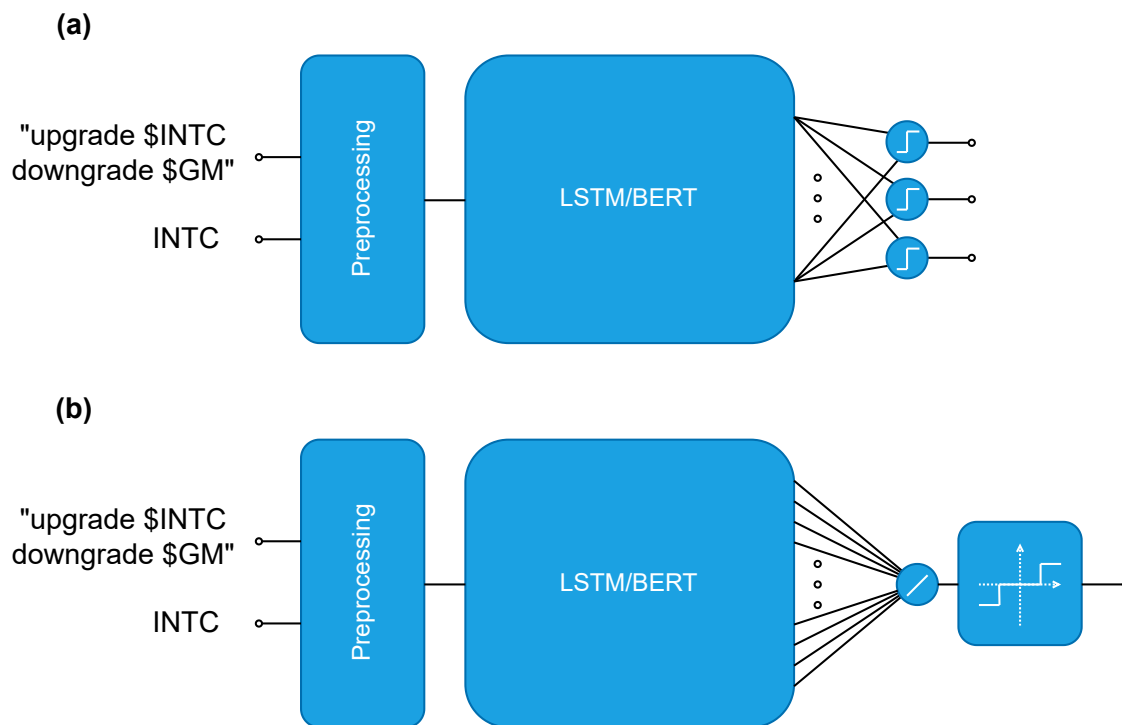 (a)
"upgrade $INTC
downgrade $GM"
INTC
Preprocessing
LSTM/BERT
(b)
"upgrade $INTC
downgrade $GM"
INTC
Preprocessing
LSTM/BERT